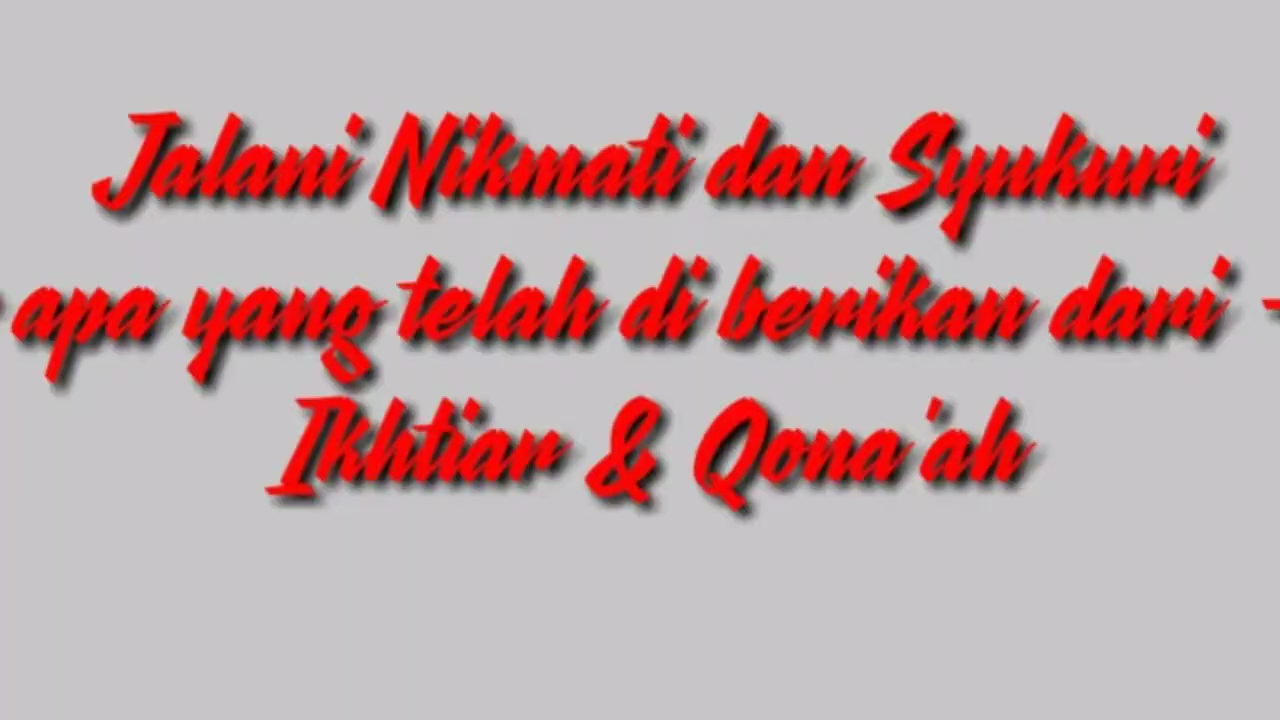 Jalani Nikmati dan Syukuri
apa yang telah di berikan dari -
Ikhtiar & Qona'ah